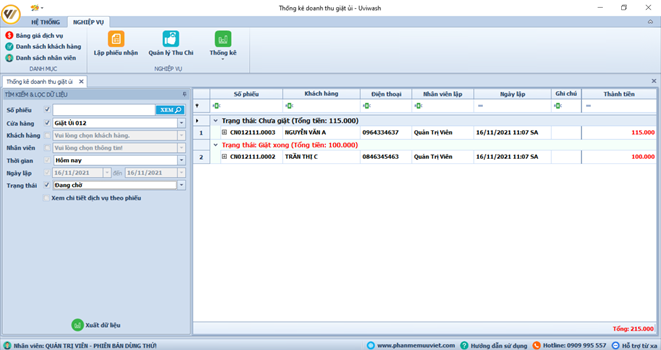 Thống kê doanh thu giặt ủi - Uviwash
HỆ THỐNG NGHIỆP VỤ
Bảng giá dịch vụ
Danh sách khách hàng
Danh sách nhân viên
DANH MỤC
Lập phiếu nhận Quản lý Thu Chi Thống kê
NGHIỆP VỤ
Thống kê doanh thu giặt ủi
TÌM KIẾM & LỌC DỮ LIỆU
Số phiếu XEM
Cửa hàng Giặt Ủi 012
Khách hàng Vui lòng chọn khách hàng.
Nhân viên Vui lòng chọn thông tin!
Thời gian Hôm nay
Ngày lập 16/11/2021 đến 16/11/2021
Trạng thái Đang chờ
Xem chi tiết dịch vụ theo phiếu
Xuất dữ liệu
Số phiếu Khách hàng Điện thoại Nhân viên lập Ngày lập Ghi chú Thành tiền
Trạng thái: Chưa giặt (Tổng tiền: 115.000)
1 CN012111.0003 NGUYỄN VĂN A 0964334637 Quản Trị Viên 16/11/2021 11:07 SA 115.000
Trạng thái: Giặt xong (Tổng tiền: 100.000)
2 CN012111.0002 TRẦN THỊ C 0846345463 Quản Trị Viên 16/11/2021 11:07 SA 100.000
Tổng: 215.000
Nhân viên: QUẢN TRỊ VIÊN - PHIÊN BẢN DÙNG THỬ! www.phanmemuuviet.com Hướng dẫn sử dụng Hotline: 0909 995 557 Hỗ trợ từ xa